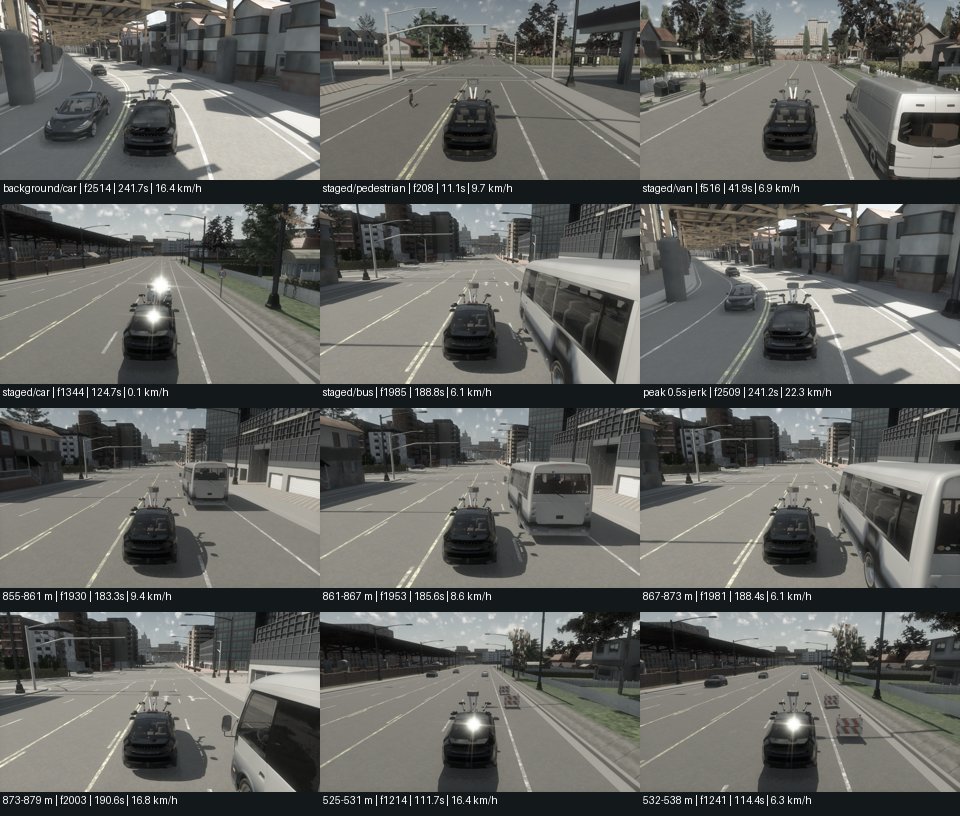 background/car | f2514 | 241.7s | 16.4 km/h
staged/pedestrian | f208 | 11.1s | 9.7 km/h
staged/van | f516 | 41.9s | 6.9 km/h
staged/car | f1344 | 124.7s | 0.1 km/h
staged/bus | f1985 | 188.8s | 6.1 km/h
peak 0.5s jerk | f2509 | 241.2s | 22.3 km/h
855-861 m | f1930 | 183.3s | 9.4 km/h
861-867 m | f1953 | 185.6s | 8.6 km/h
867-873 m | f1981 | 188.4s | 6.1 km/h
873-879 m | f2003 | 190.6s | 16.8 km/h
525-531 m | f1214 | 111.7s | 16.4 km/h
532-538 m | f1241 | 114.4s | 6.3 km/h